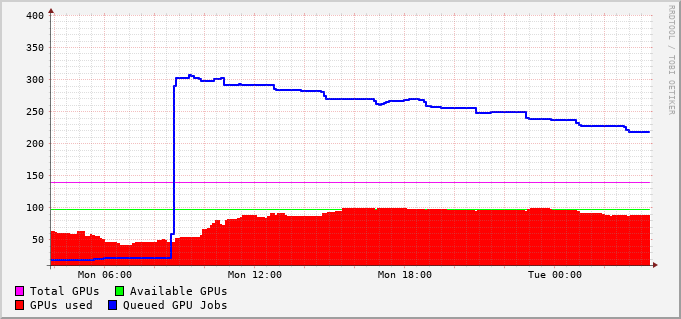 400
350
300
250
200
150
100
50
Mon 06:00 Mon 12:00 Mon 18:00 Tue 00:00
Total GPUs Available GPUs
GPUs used Queued GPU Jobs
RRDTOOL / TOBI OETIKER